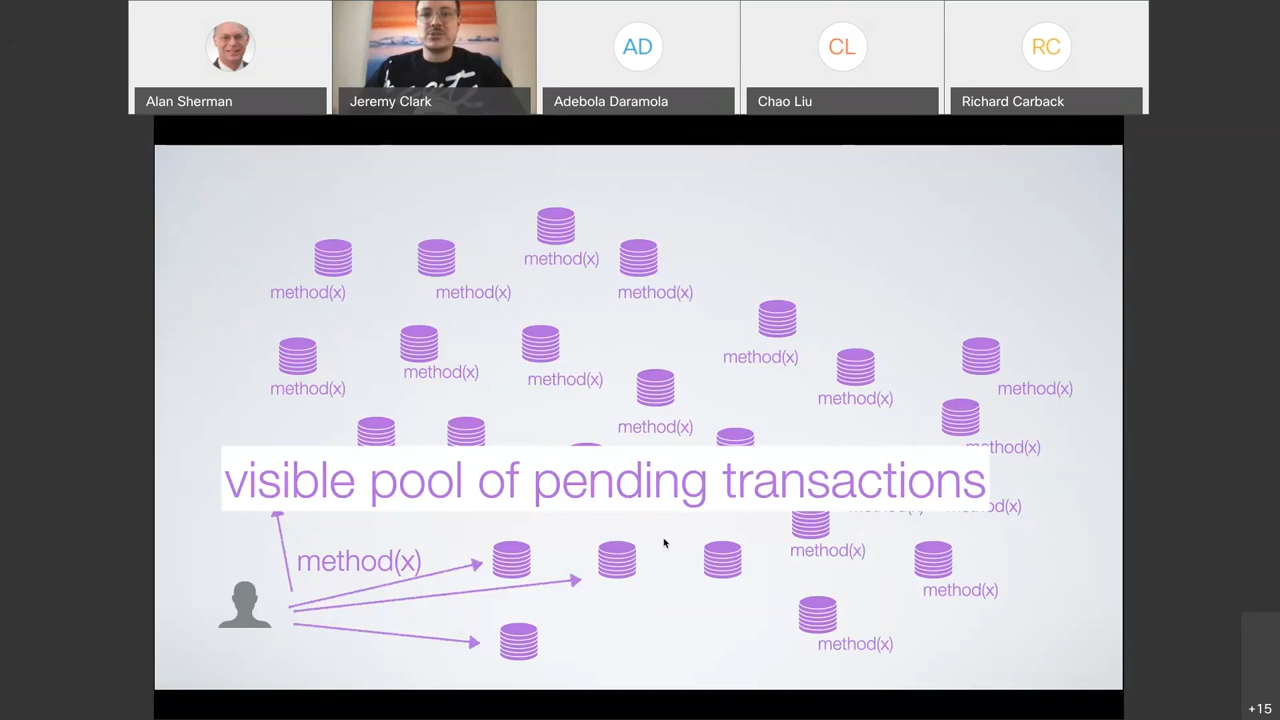 AD
CL
RC
Alan Sherman
Jeremy Clark
Adebola Daramola
Chao Liu
Richard Carback
method(x)
method(x)
method(x)
method(x)
method(x)
method(x)
method(x)
method(x)
method(x)
method(x)
method(x)
method(x)
visible pool of pending transactions
method(x)
method(x)
method(x)
method(x)
+15